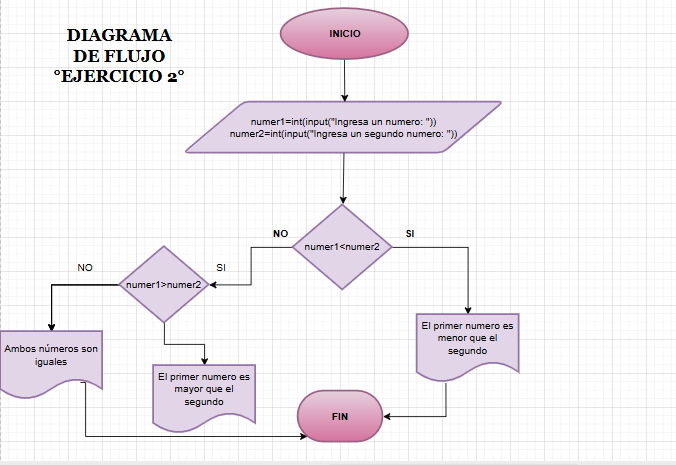 DIAGRAMA
DE FLUJO
°EJERCICIO 2°
INICIO
numer1=int(input("Ingresa un numero: "))
numer2=int(input("Ingresa un segundo numero: "))
NO
SI
numer1<numer2
NO
SI
numer1>numer2
El primer numero es
menor que el
segundo
Ambos números son
iguales
El primer numero es
mayor que el
segundo
FIN